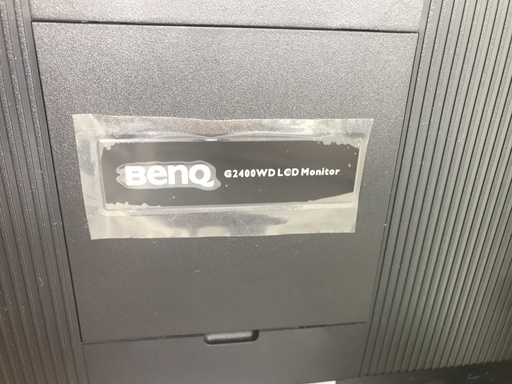 BenQ G2400WD LCD Monitor